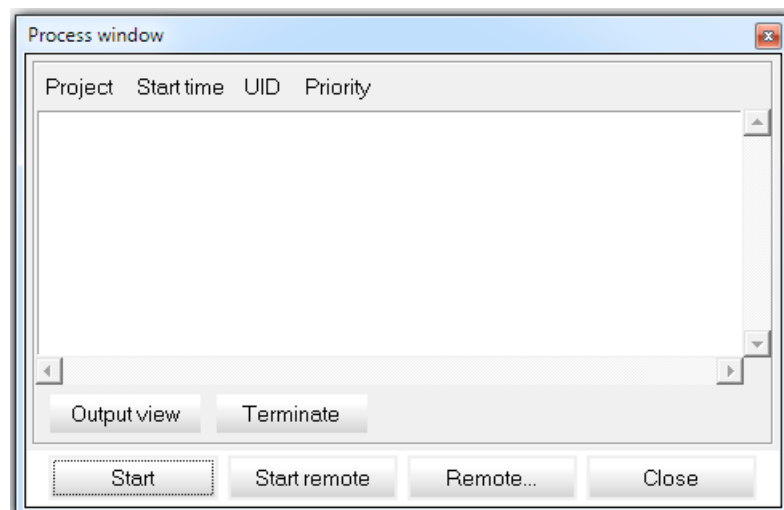 Process window
Project Start time UID Priority
Output view Terminate
Start Start remote Remote... Close